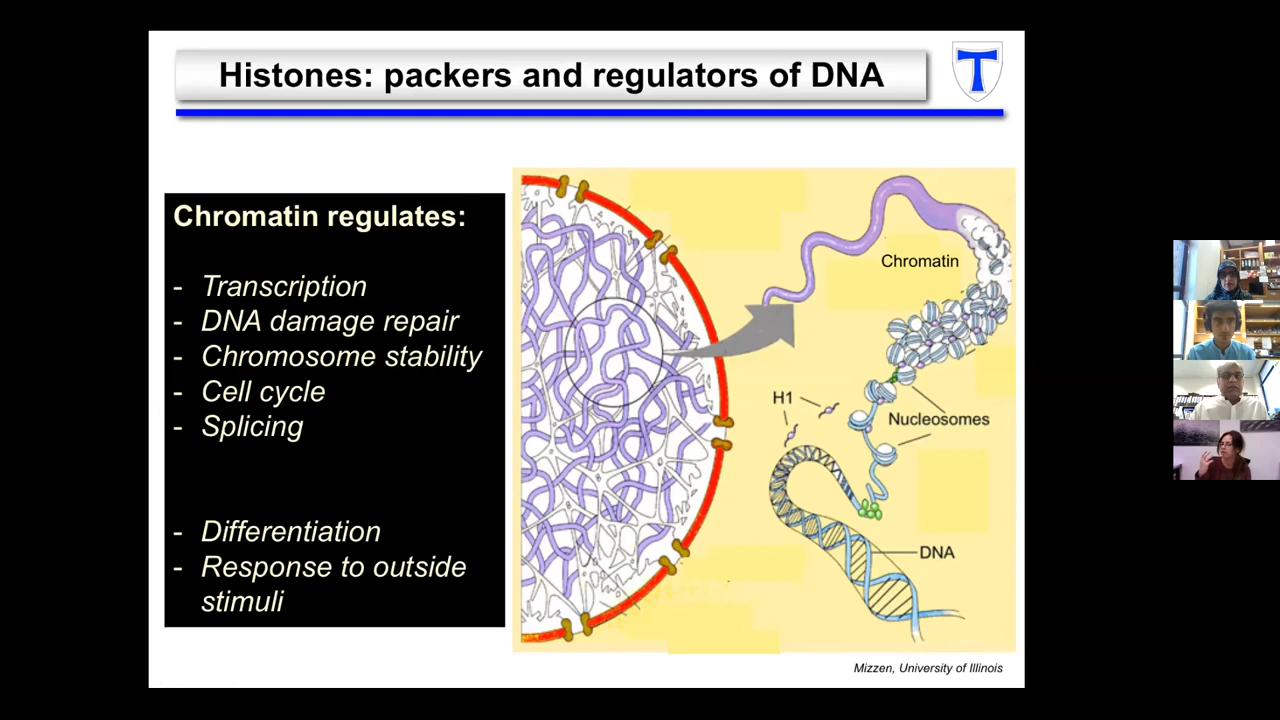 Histones: packers and regulators of DNA
T
Chromatin regulates:
- Transcription
- DNA damage repair
- Chromosome stability
- Cell cycle
- Splicing
- Differentiation
- Response to outside
stimuli
Chromatin
H1
Nucleosomes
DNA
Mizzen, University of Illinois